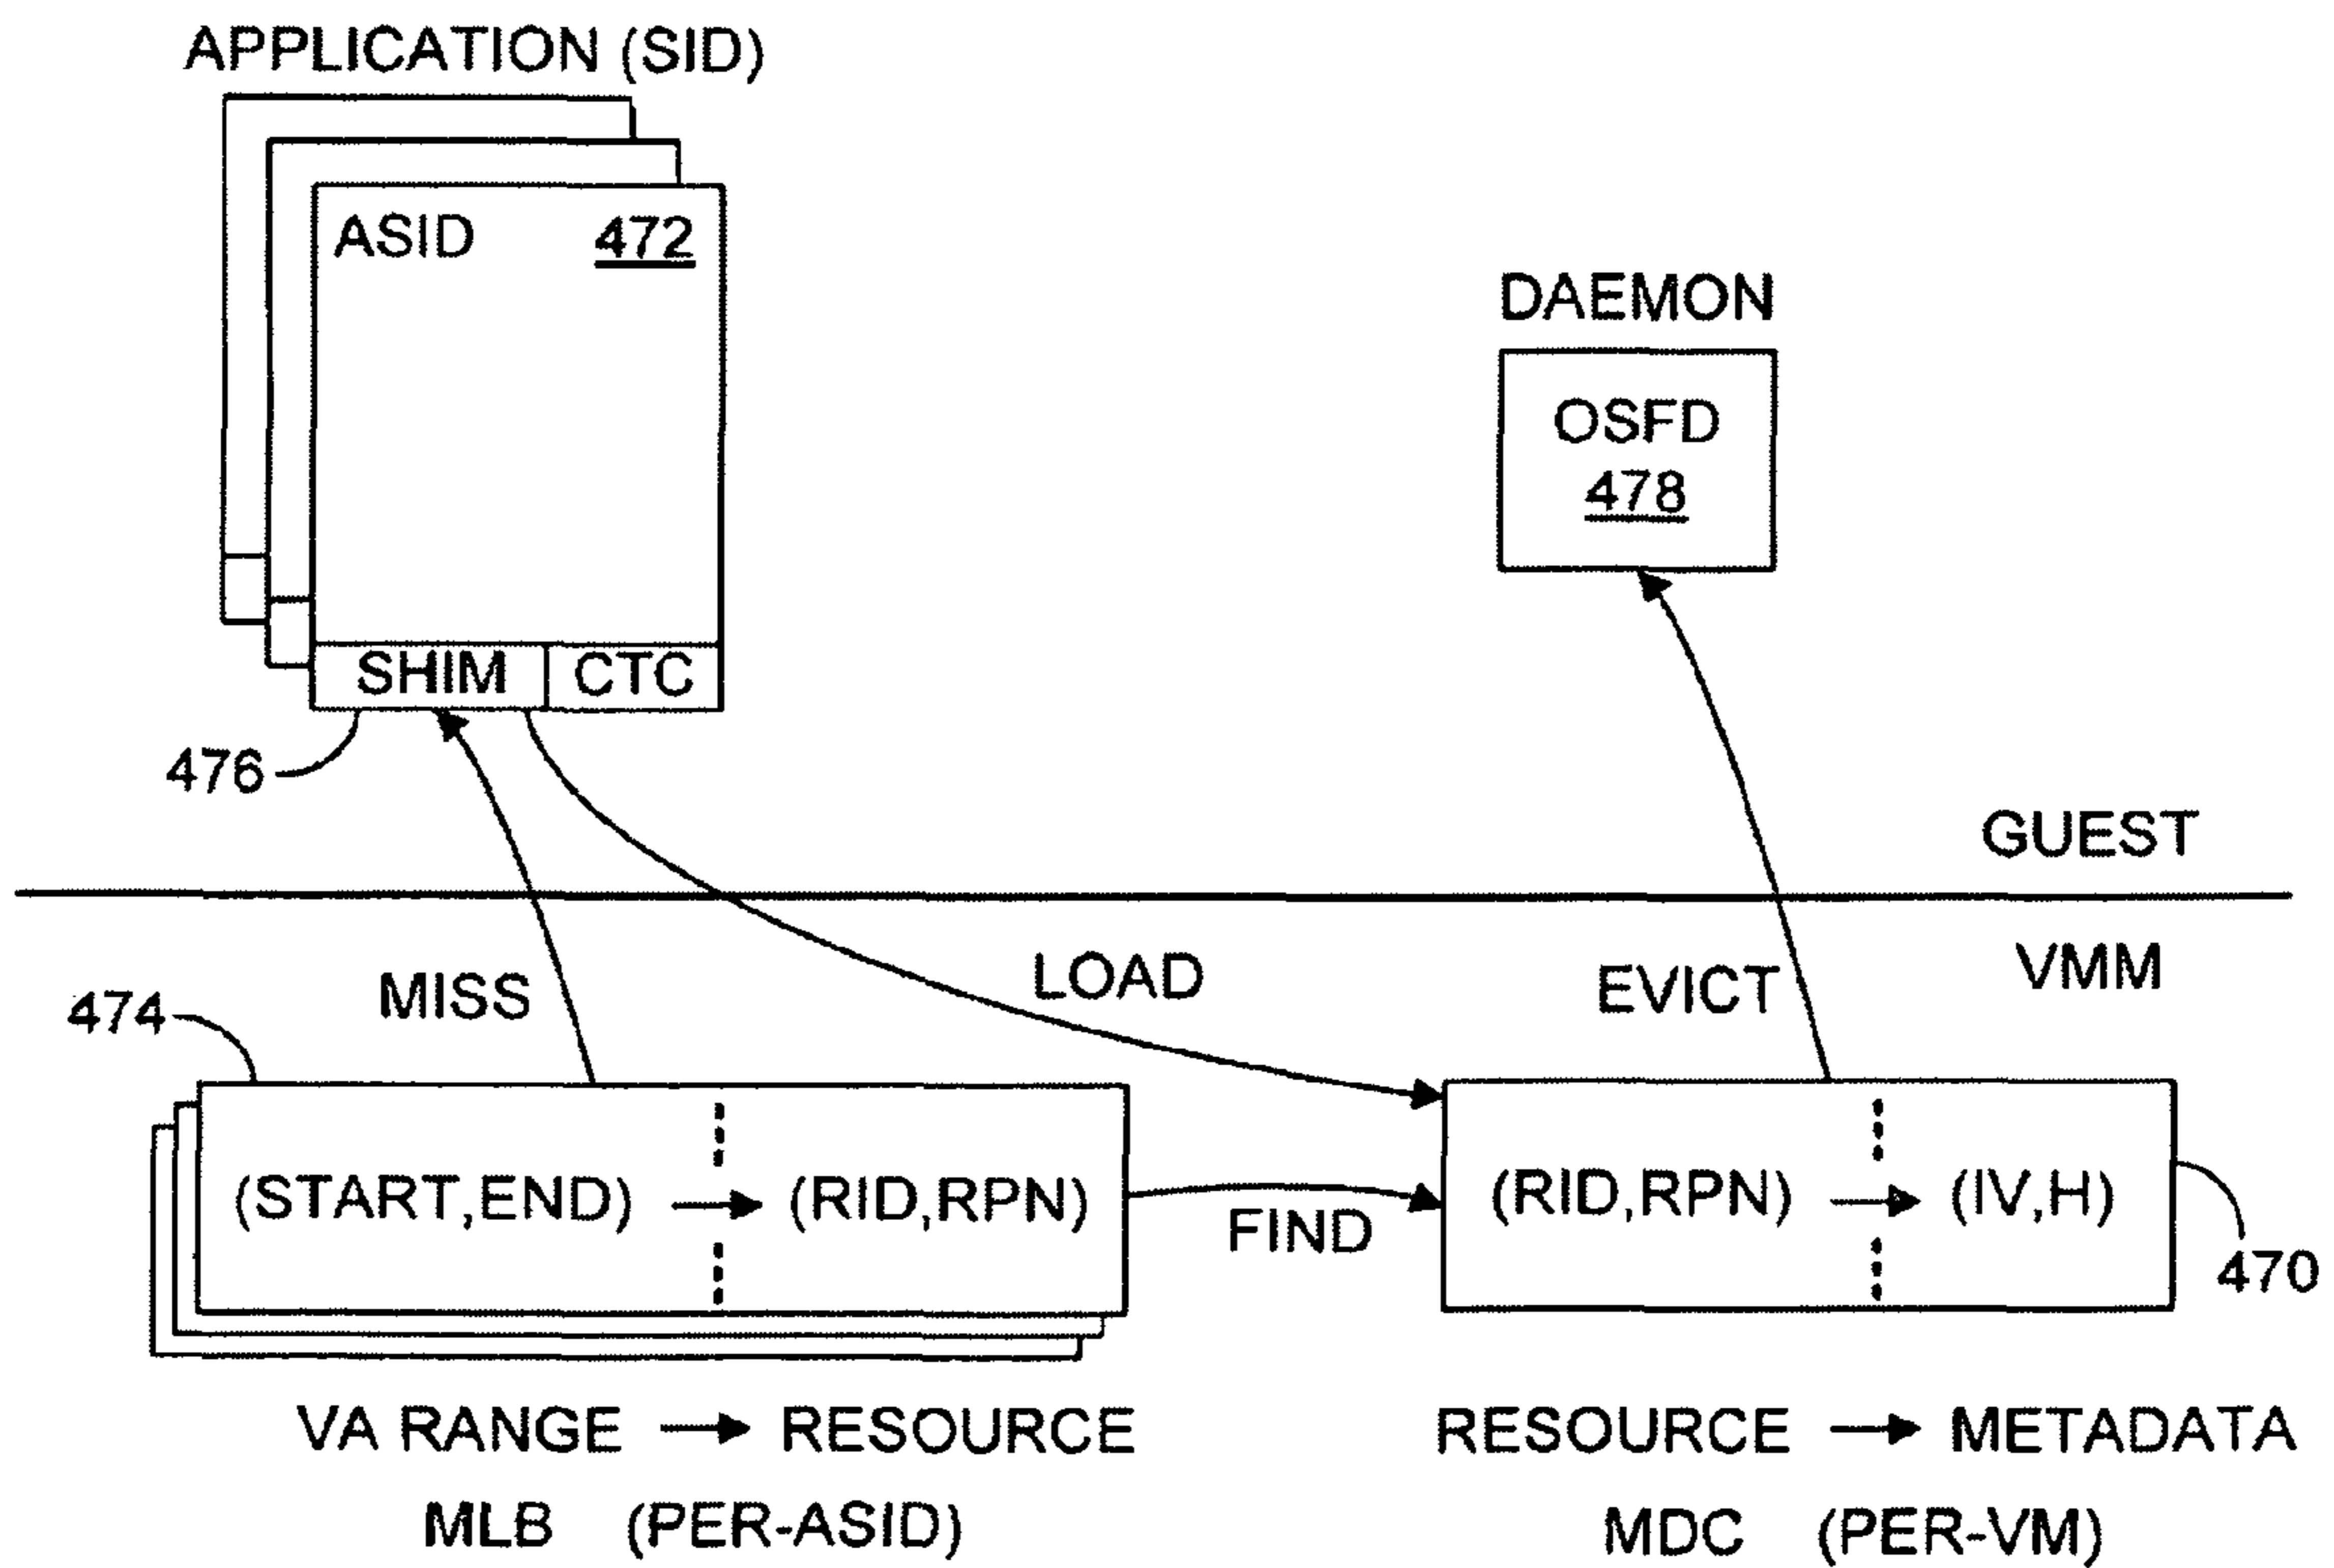 APPLICATION (SID)
ASID 472
DAEMON
OSFD
478
SHIM CTC
476
GUEST
VMM
MISS
LOAD
EVICT
474
(START,END) → (RID,RPN)
FIND
(RID,RPN) → (IV,H)
470
VA RANGE → RESOURCE
RESOURCE → METADATA
MLB (PER-ASID)
MDC (PER-VM)